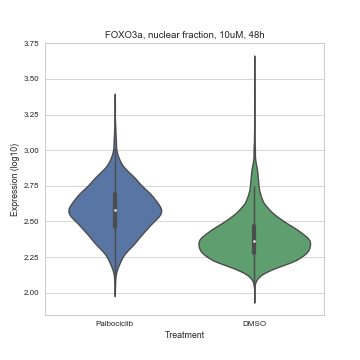 FOXO3a, nuclear fraction, 10uM, 48h
3.75
3.50
3.25
3.00
2.75
2.50
2.25
2.00
Expression (log10)
Palbociclib
DMSO
Treatment